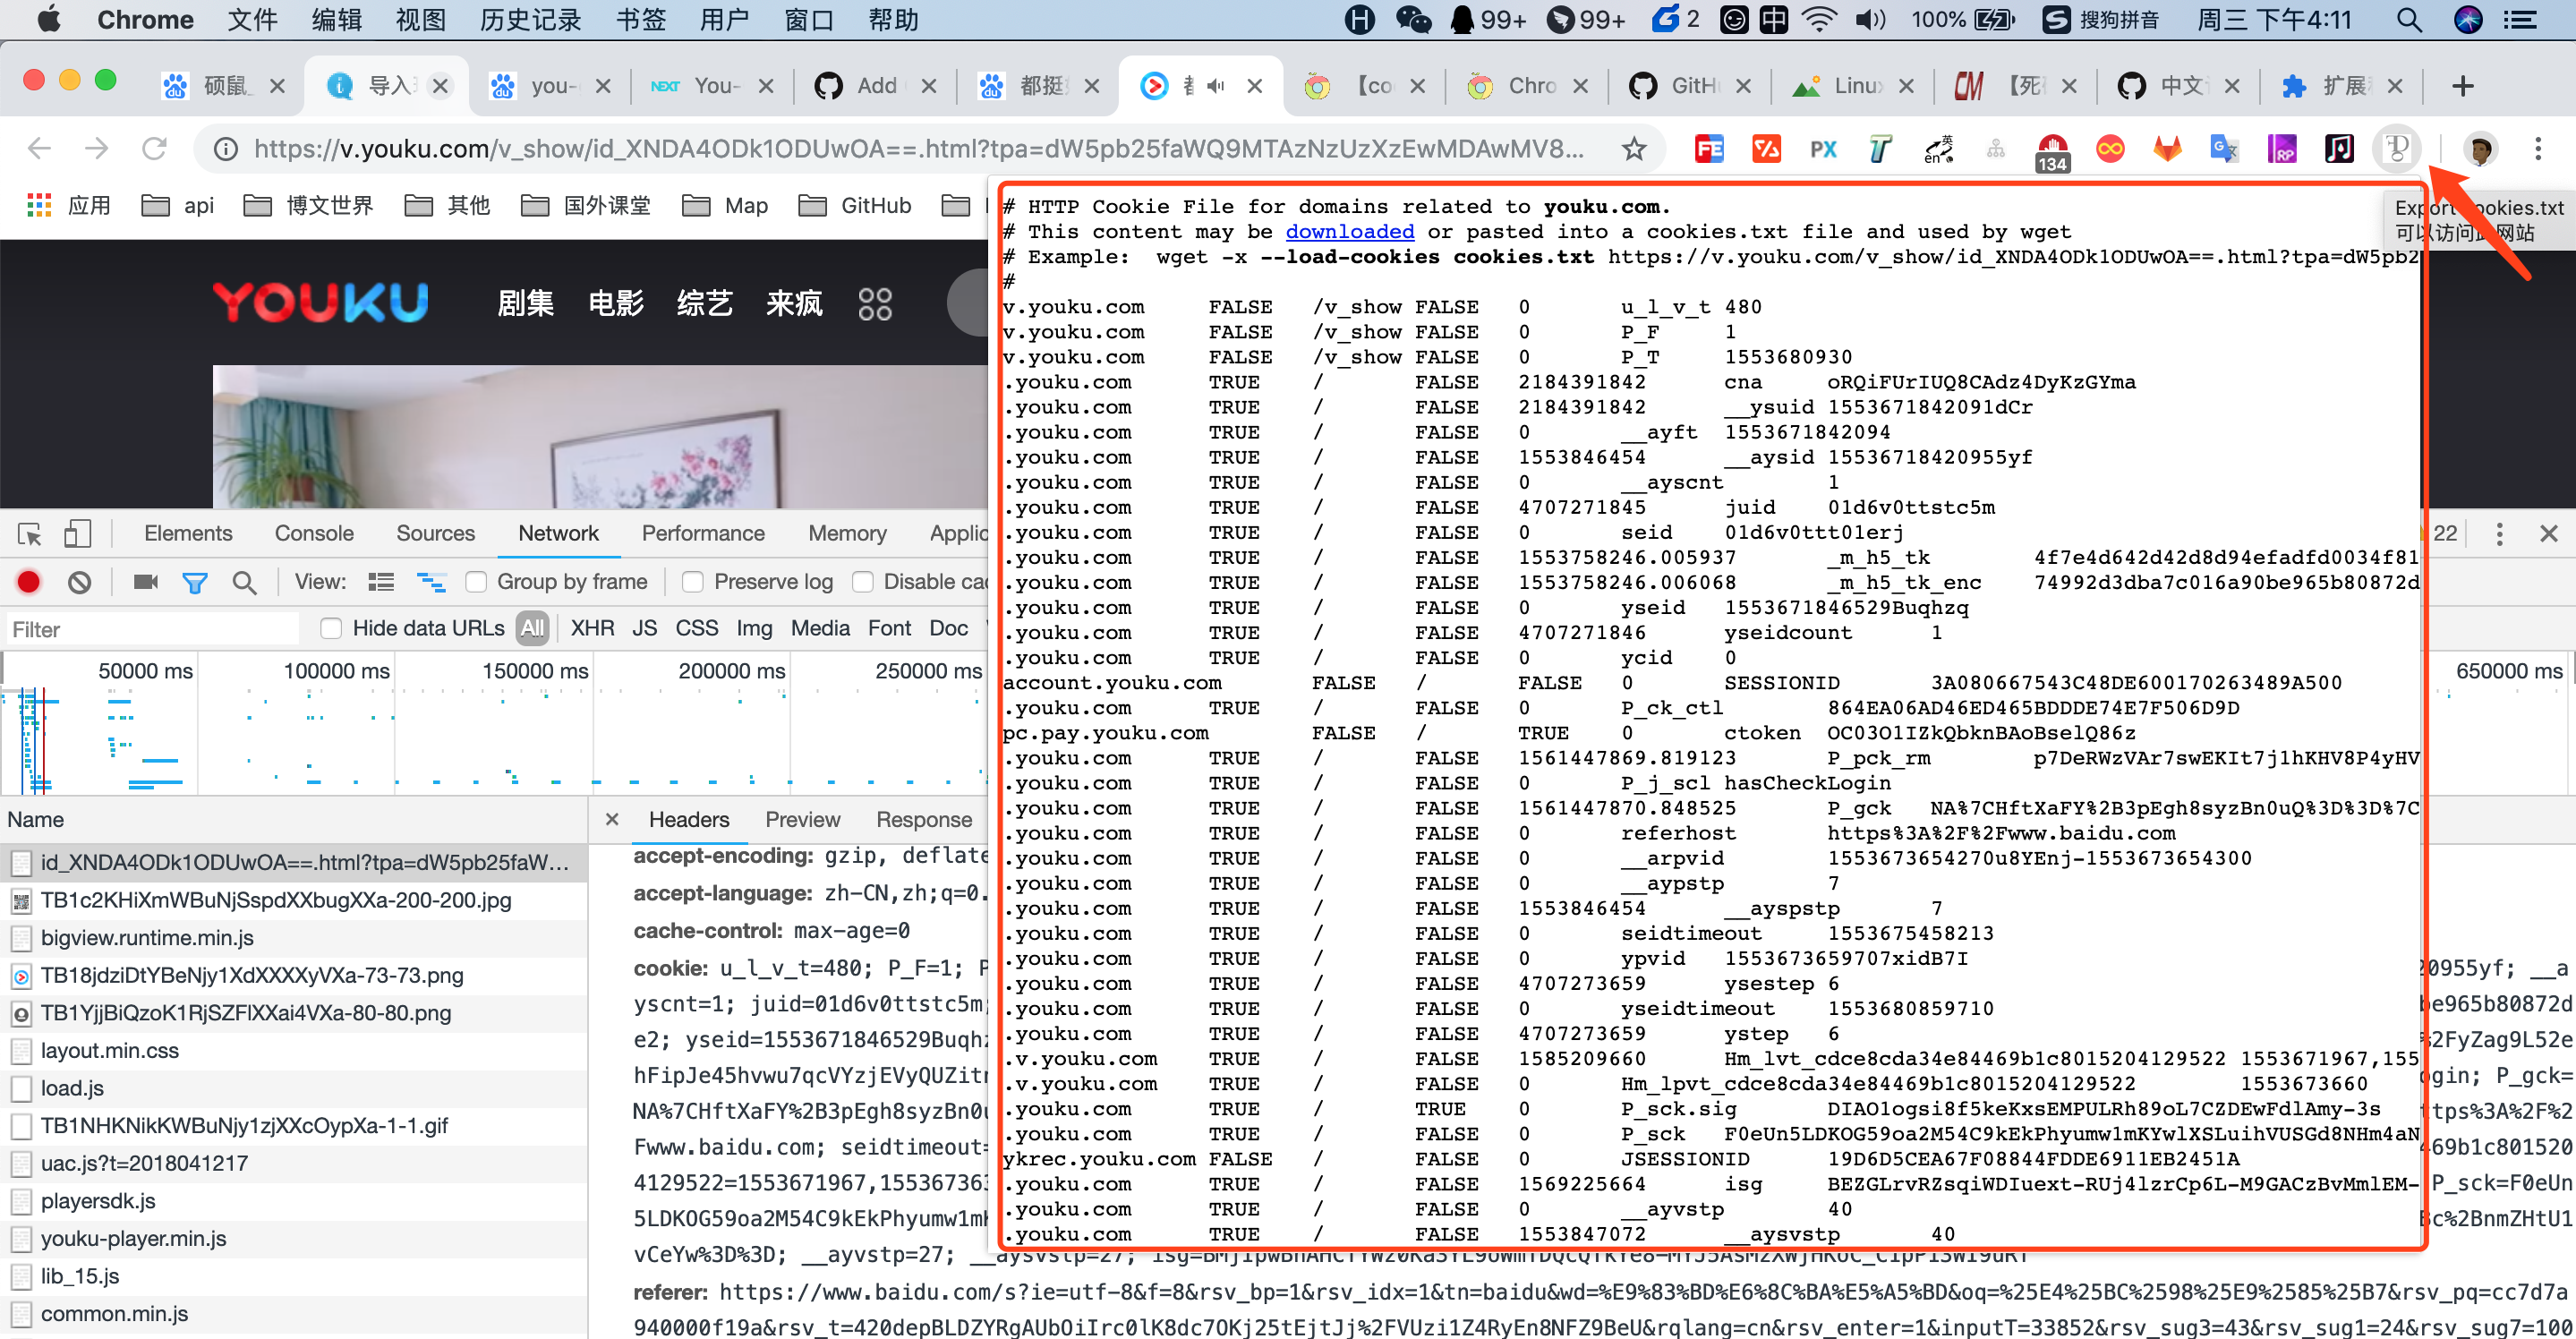 Chrome 文件 编辑 视图 历史记录 书签 用户 窗口 帮助 99+ 99+ 2 中 100% 搜狗拼音 周三 下午4:11
硕鼠_ 导入 you- NEXT You- Add 都挺 【co Chro GitH Linux CM 【死 中文 扩展
https://v.youku.com/v_show/id_XNDA4ODk1ODUwOA==.html?tpa=dW5pb25faWQ9MTAzNzUzXzEwMDAwMV8... FE PX T 英 en 134 RP
应用 api 博文世界 其他 国外课堂 Map GitHub
Export cookies.txt
可以访问此网站
# HTTP Cookie File for domains related to youku.com.
# This content may be downloaded or pasted into a cookies.txt file and used by wget
# Example: wget -x --load-cookies cookies.txt https://v.youku.com/v_show/id_XNDA4ODk1ODUwOA==.html?tpa=dW5pb2
#
v.youku.com FALSE /v_show FALSE 0 u_l_v_t 480
v.youku.com FALSE /v_show FALSE 0 P_F 1
v.youku.com FALSE /v_show FALSE 0 P_T 1553680930
.youku.com TRUE / FALSE 2184391842 cna oRQiFUrIUQ8CAdz4DyKzGYma
.youku.com TRUE / FALSE 2184391842 __ysuid 1553671842091dCr
.youku.com TRUE / FALSE 0 __ayft 1553671842094
.youku.com TRUE / FALSE 1553846454 __aysid 15536718420955yf
.youku.com TRUE / FALSE 0 __ayscnt 1
.youku.com TRUE / FALSE 4707271845 juid 01d6v0ttstc5m
.youku.com TRUE / FALSE 0 seid 01d6v0ttt01erj
.youku.com TRUE / FALSE 1553758246.005937 _m_h5_tk 4f7e4d642d42d8d94efadfd0034f81
.youku.com TRUE / FALSE 1553758246.006068 _m_h5_tk_enc 74992d3dba7c016a90be965b80872d
.youku.com TRUE / FALSE 0 yseid 1553671846529Buqhzq
.youku.com TRUE / FALSE 4707271846 yseidcount 1
.youku.com TRUE / FALSE 0 ycid 0
account.youku.com FALSE / FALSE 0 SESSIONID 3A080667543C48DE600170263489A500
.youku.com TRUE / FALSE 0 P_ck_ctl 864EA06AD46ED465BDDDE74E7F506D9D
pc.pay.youku.com FALSE / TRUE 0 ctoken OC03O1IZkQbknBAoBselQ86z
.youku.com TRUE / FALSE 1561447869.819123 P_pck_rm p7DeRWzVAr7swEKIt7j1hKHV8P4yHV
.youku.com TRUE / FALSE 0 P_j_scl hasCheckLogin
.youku.com TRUE / FALSE 1561447870.848525 P_gck NA%7CHftXaFY%2B3pEgh8syzBn0uQ%3D%3D%7C
.youku.com TRUE / FALSE 0 referhost https%3A%2F%2Fwww.baidu.com
.youku.com TRUE / FALSE 0 __arpvid 1553673654270u8YEnj-1553673654300
.youku.com TRUE / FALSE 0 __aypstp 7
.youku.com TRUE / FALSE 1553846454 __ayspstp 7
.youku.com TRUE / FALSE 0 seidtimeout 1553675458213
.youku.com TRUE / FALSE 0 ypvid 1553673659707xidB7I
.youku.com TRUE / FALSE 4707273659 ysestep 6
.youku.com TRUE / FALSE 0 yseidtimeout 1553680859710
.youku.com TRUE / FALSE 4707273659 ystep 6
.v.youku.com TRUE / FALSE 1585209660 Hm_lvt_cdce8cda34e84469b1c8015204129522 1553671967,155
.v.youku.com TRUE / FALSE 0 Hm_lpvt_cdce8cda34e84469b1c8015204129522 1553673660
.youku.com TRUE / TRUE 0 P_sck.sig DIAO1ogsi8f5keKxsEMPULRh89oL7CZDEwFdlAmy-3s
.youku.com TRUE / FALSE 0 P_sck F0eUn5LDKOG59oa2M54C9kEkPhyumw1mKYwlXSLuihVUSGd8NHm4aN
ykrec.youku.com FALSE / FALSE 0 JSESSIONID 19D6D5CEA67F08844FDDE6911EB2451A
.youku.com TRUE / FALSE 1569225664 isg BEZGLrvRZsqiWDIuext-RUj4lzrCp6L-M9GACzBvMmlEM-
.youku.com TRUE / FALSE 0 __ayvstp 40
.youku.com TRUE / FALSE 1553847072 __aysvstp 40
YOUKU 剧集 电影 综艺 来疯
Elements Console Sources Network Performance Memory Applic 22
View: Group by frame Preserve log Disable cac
Filter Hide data URLs All XHR JS CSS Img Media Font Doc
50000 ms 100000 ms 150000 ms 200000 ms 250000 ms 650000 ms
Name
id_XNDA4ODk1ODUwOA==.html?tpa=dW5pb25faW...
TB1c2KHiXmWBuNjSspdXXbugXXa-200-200.jpg
bigview.runtime.min.js
TB18jdziDtYBeNjy1XdXXXXyVXa-73-73.png
TB1YjjBiQzoK1RjSZFlXXai4VXa-80-80.png
layout.min.css
load.js
TB1NHKNikKWBuNjy1zjXXcOypXa-1-1.gif
uac.js?t=2018041217
playersdk.js
youku-player.min.js
lib_15.js
common.min.js
Headers Preview Response
accept-encoding: gzip, deflate
accept-language: zh-CN,zh;q=0.
cache-control: max-age=0
cookie: u_l_v_t=480; P_F=1; P 20955yf; __a
yscnt=1; juid=01d6v0ttstc5m; be965b80872d
e2; yseid=1553671846529Buqhz %2FyZag9L52e
hFipJe45hvwu7qcVYzjEVyQUZitr ogin; P_gck=
NA%7CHftXaFY%2B3pEgh8syzBn0u ttps%3A%2F%2
Fwww.baidu.com; seidtimeout= 469b1c801520
4129522=1553671967,155367363 P_sck=F0eUn
5LDKOG59oa2M54C9kEkPhyumw1mK c%2BnmZHtU1
vCeYw%3D%3D; __ayvstp=27; __aysvstp=27;
referer: https://www.baidu.com/s?ie=utf-8&f=8&rsv_bp=1&rsv_idx=1&tn=baidu&wd=%E9%83%BD%E6%8C%BA%E5%A5%BD&oq=%25E4%25BC%2598%25E9%2585%25B7&rsv_pq=cc7d7a
940000f19a&rsv_t=420depBLDZYRgAUbOiIrc0lK8dc7OKj25tEjtJj%2FVUzi1Z4RyEn8NFZ9BeU&rqlang=cn&rsv_enter=1&inputT=33852&rsv_sug3=43&rsv_sug1=24&rsv_sug7=100